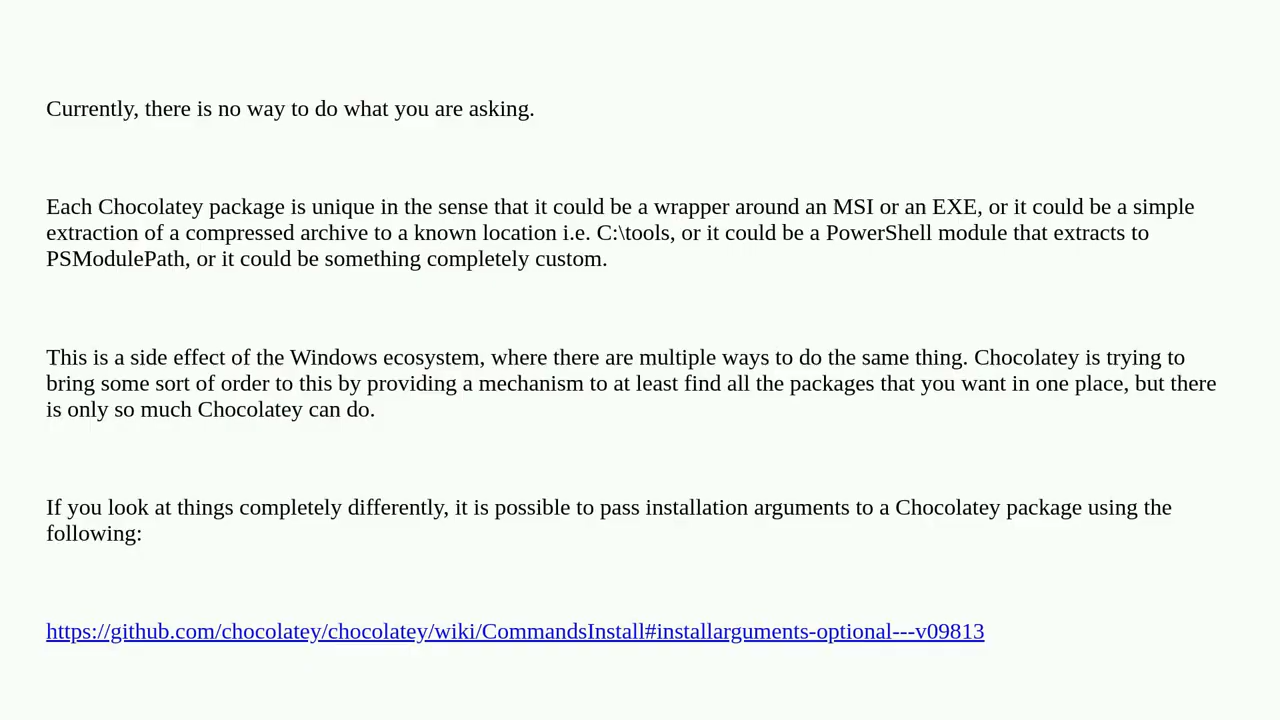 Currently, there is no way to do what you are asking.
Each Chocolatey package is unique in the sense that it could be a wrapper around an MSI or an EXE, or it could be a simple
extraction of a compressed archive to a known location i.e. C:\tools, or it could be a PowerShell module that extracts to
PSModulePath, or it could be something completely custom.
This is a side effect of the Windows ecosystem, where there are multiple ways to do the same thing. Chocolatey is trying to
bring some sort of order to this by providing a mechanism to at least find all the packages that you want in one place, but there
is only so much Chocolatey can do.
If you look at things completely differently, it is possible to pass installation arguments to a Chocolatey package using the
following:
https://github.com/chocolatey/chocolatey/wiki/CommandsInstall#installarguments-optional---v09813